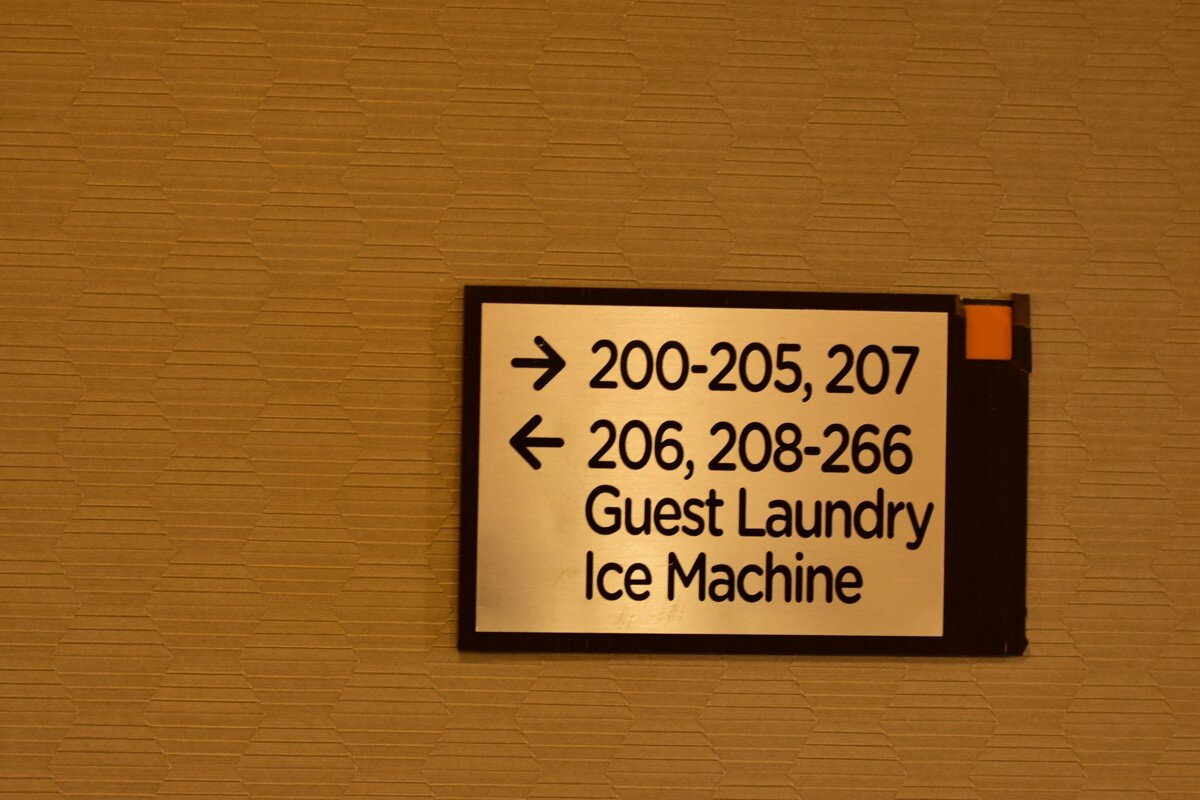 → 200-205, 207
← 206, 208-266
Guest Laundry
Ice Machine